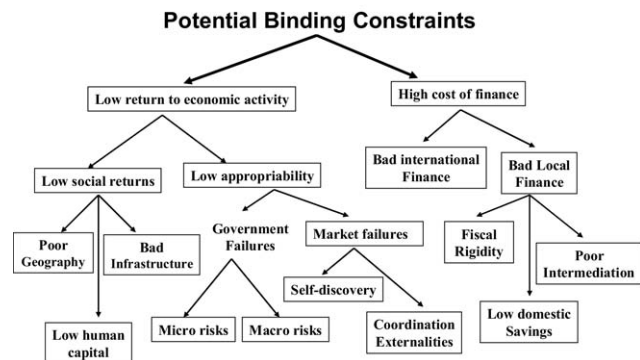 Potential Binding Constraints
Low return to economic activity
High cost of finance
Low social returns
Low appropriability
Bad international
Finance
Bad Local
Finance
Poor
Geography
Bad
Infrastructure
Government
Failures
Market failures
Fiscal
Rigidity
Poor
Intermediation
Self-discovery
Low human
capital
Micro risks
Macro risks
Coordination
Externalities
Low domestic
Savings